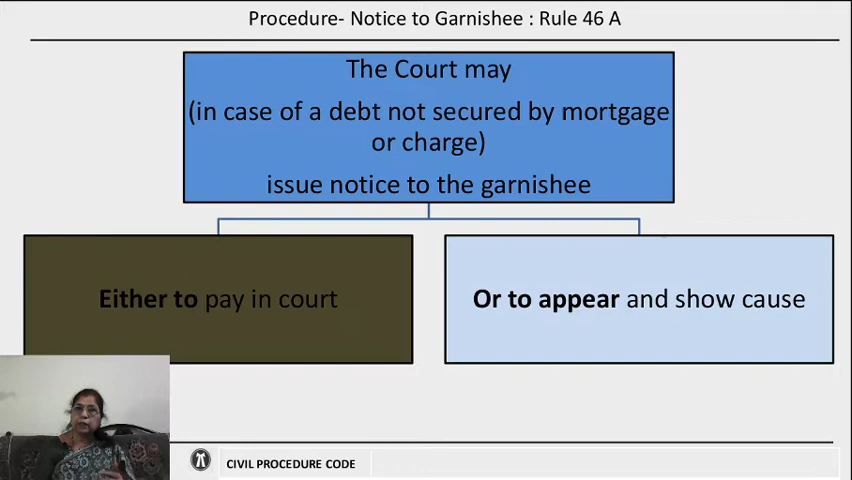 Procedure- Notice to Garnishee : Rule 46 A
The Court may
(in case of a debt not secured by mortgage
or charge)
issue notice to the garnishee
Either to pay in court
Or to appear and show cause
CIVIL PROCEDURE CODE